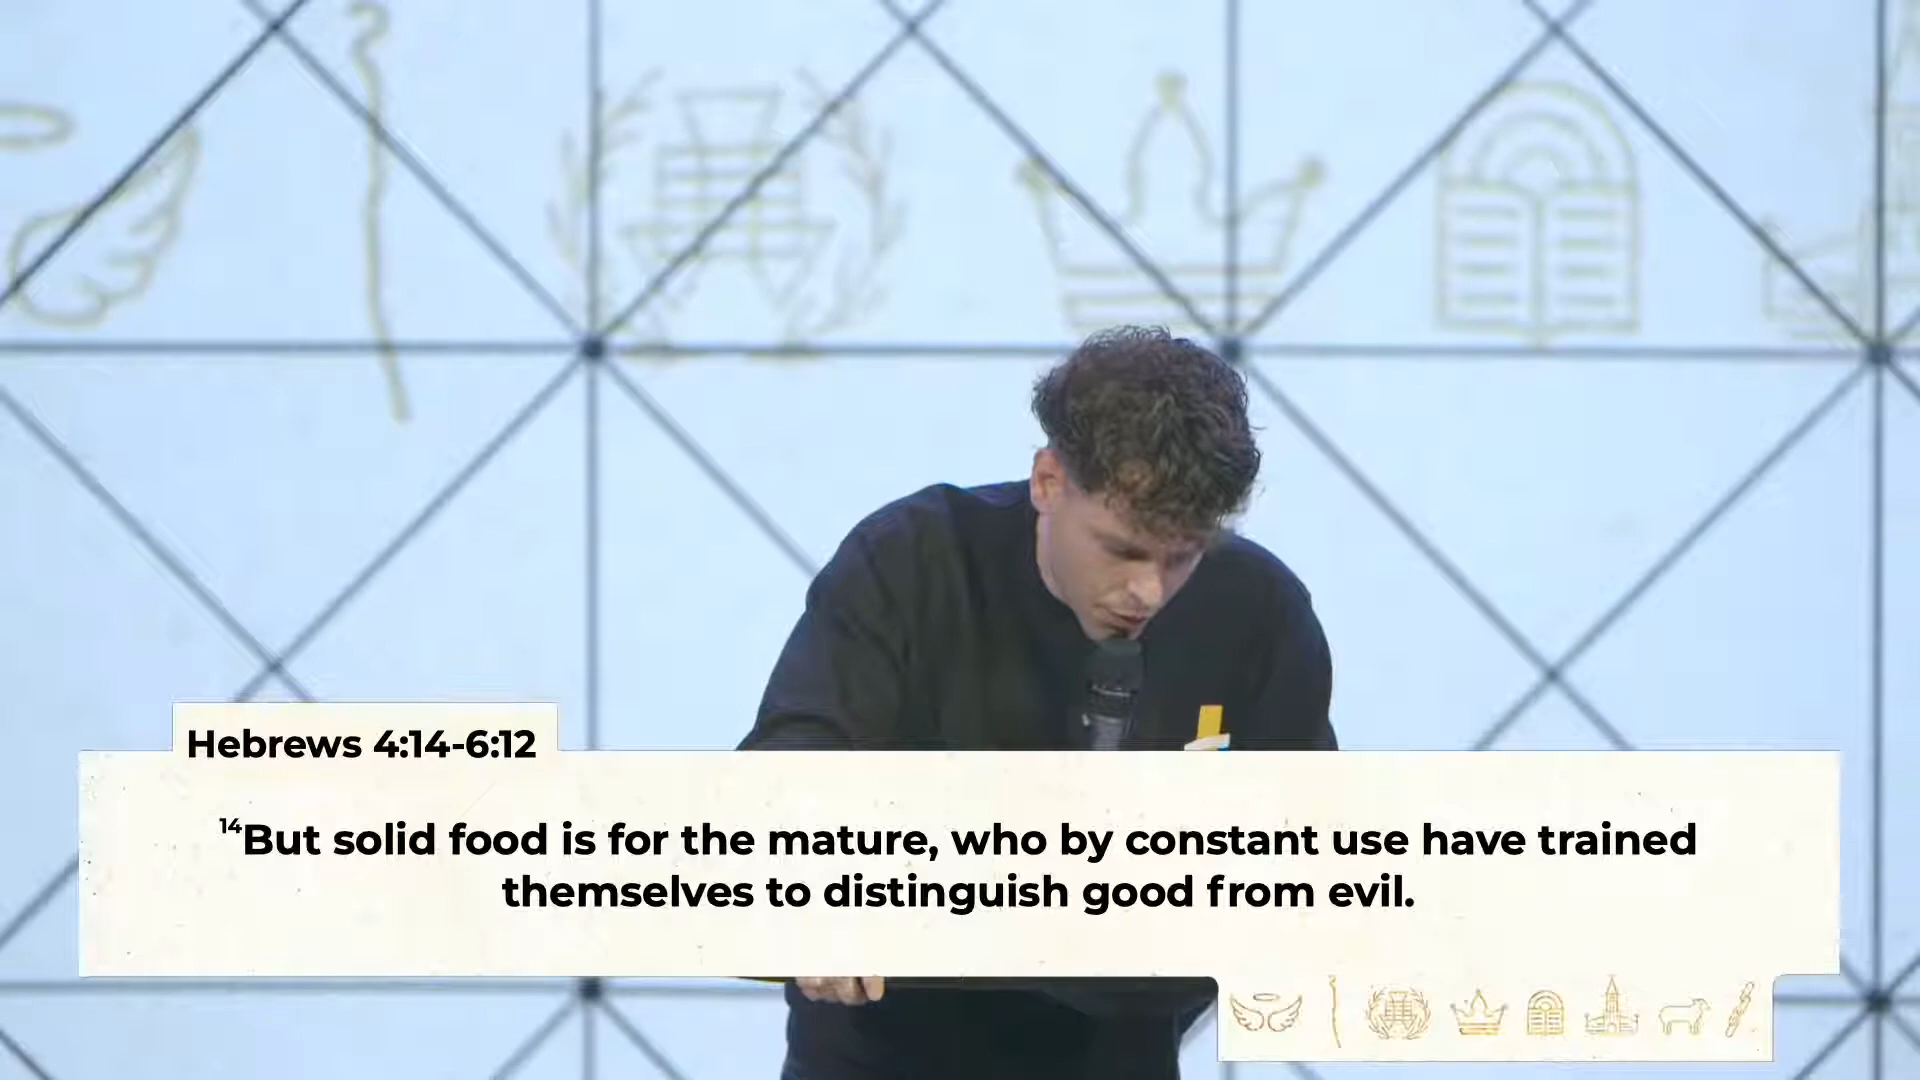 Hebrews 4:14-6:12
¹⁴But solid food is for the mature, who by constant use have trained
themselves to distinguish good from evil.